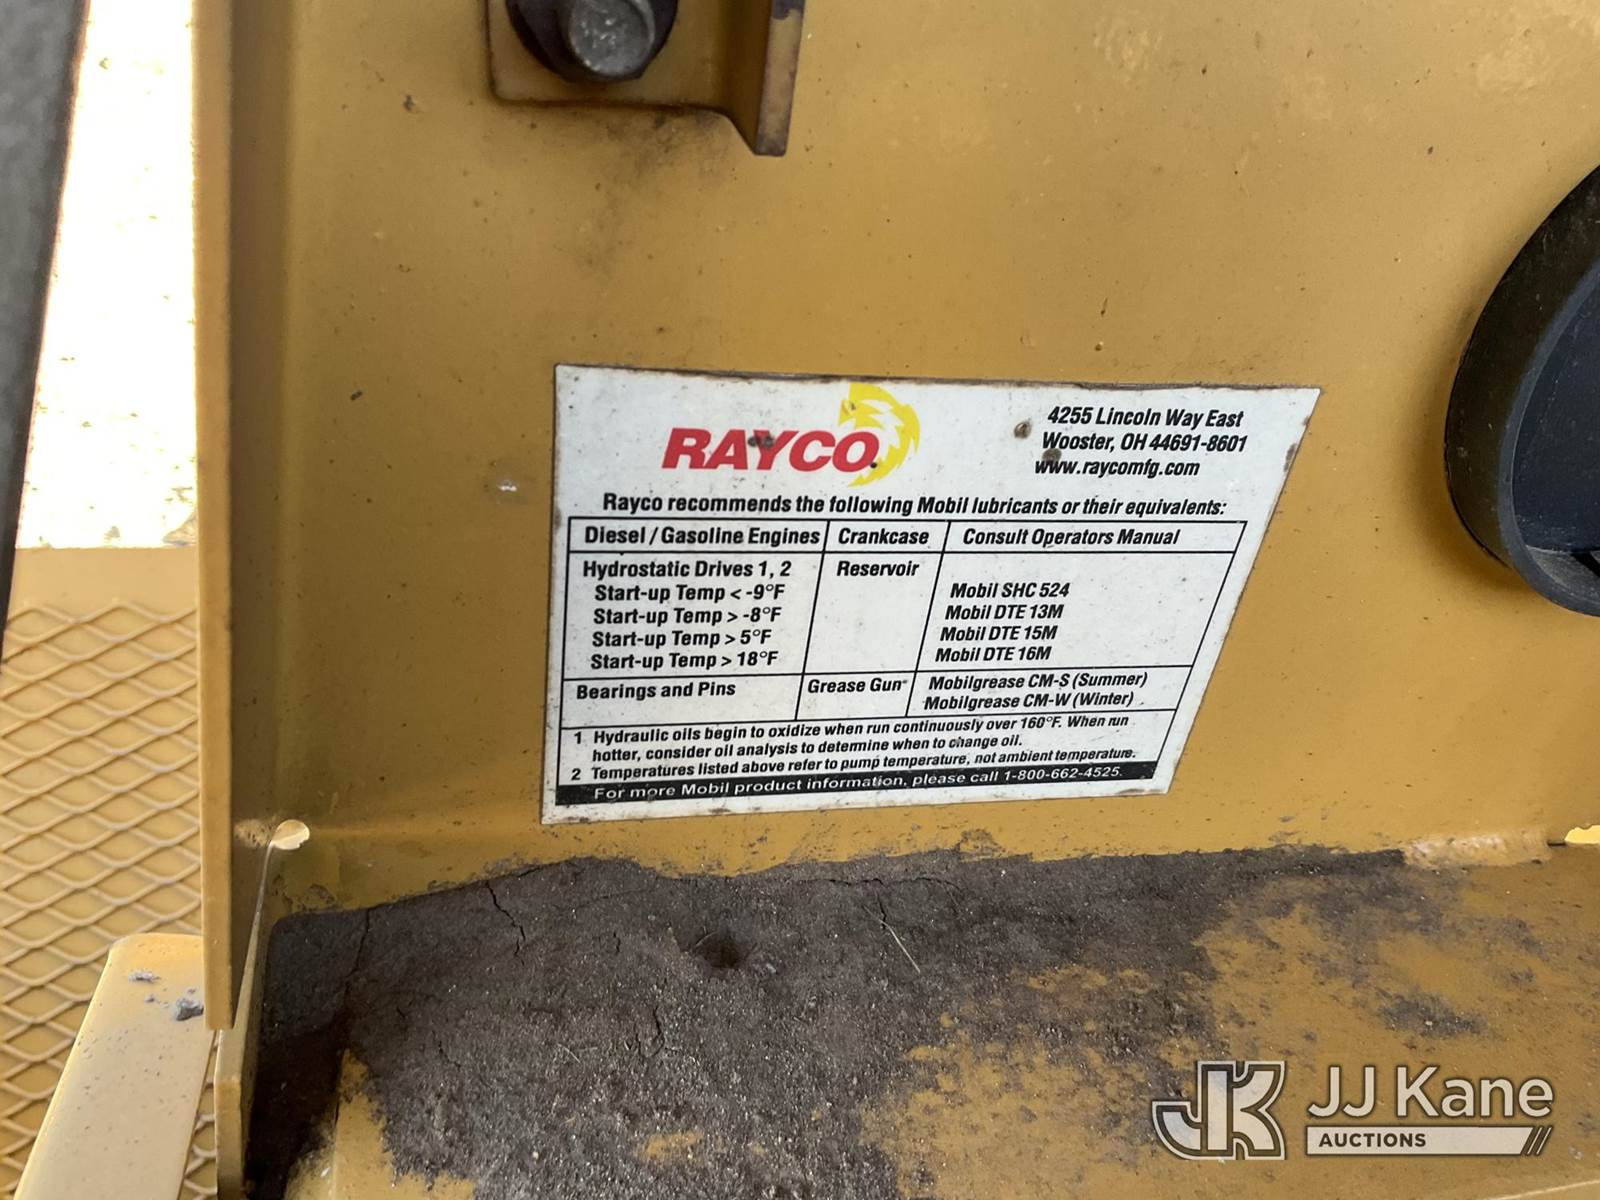 RAYCO
4255 Lincoln Way East
Wooster, OH 44691-8601
www.raycomfg.com
Rayco recommends the following Mobil lubricants or their equivalents:
Diesel / Gasoline Engines Crankcase Consult Operators Manual
Hydrostatic Drives 1, 2 Reservoir
Start-up Temp < -9°F Mobil SHC 524
Start-up Temp > -8°F Mobil DTE 13M
Start-up Temp > 5°F Mobil DTE 15M
Start-up Temp > 18°F Mobil DTE 16M
Bearings and Pins Grease Gun Mobilgrease CM-S (Summer)
Mobilgrease CM-W (Winter)
1 Hydraulic oils begin to oxidize when run continuously over 160°F. When run
hotter, consider oil analysis to determine when to change oil.
2 Temperatures listed above refer to pump temperature, not ambient temperature.
For more Mobil product information, please call 1-800-662-4525.
JK JJ Kane
AUCTIONS